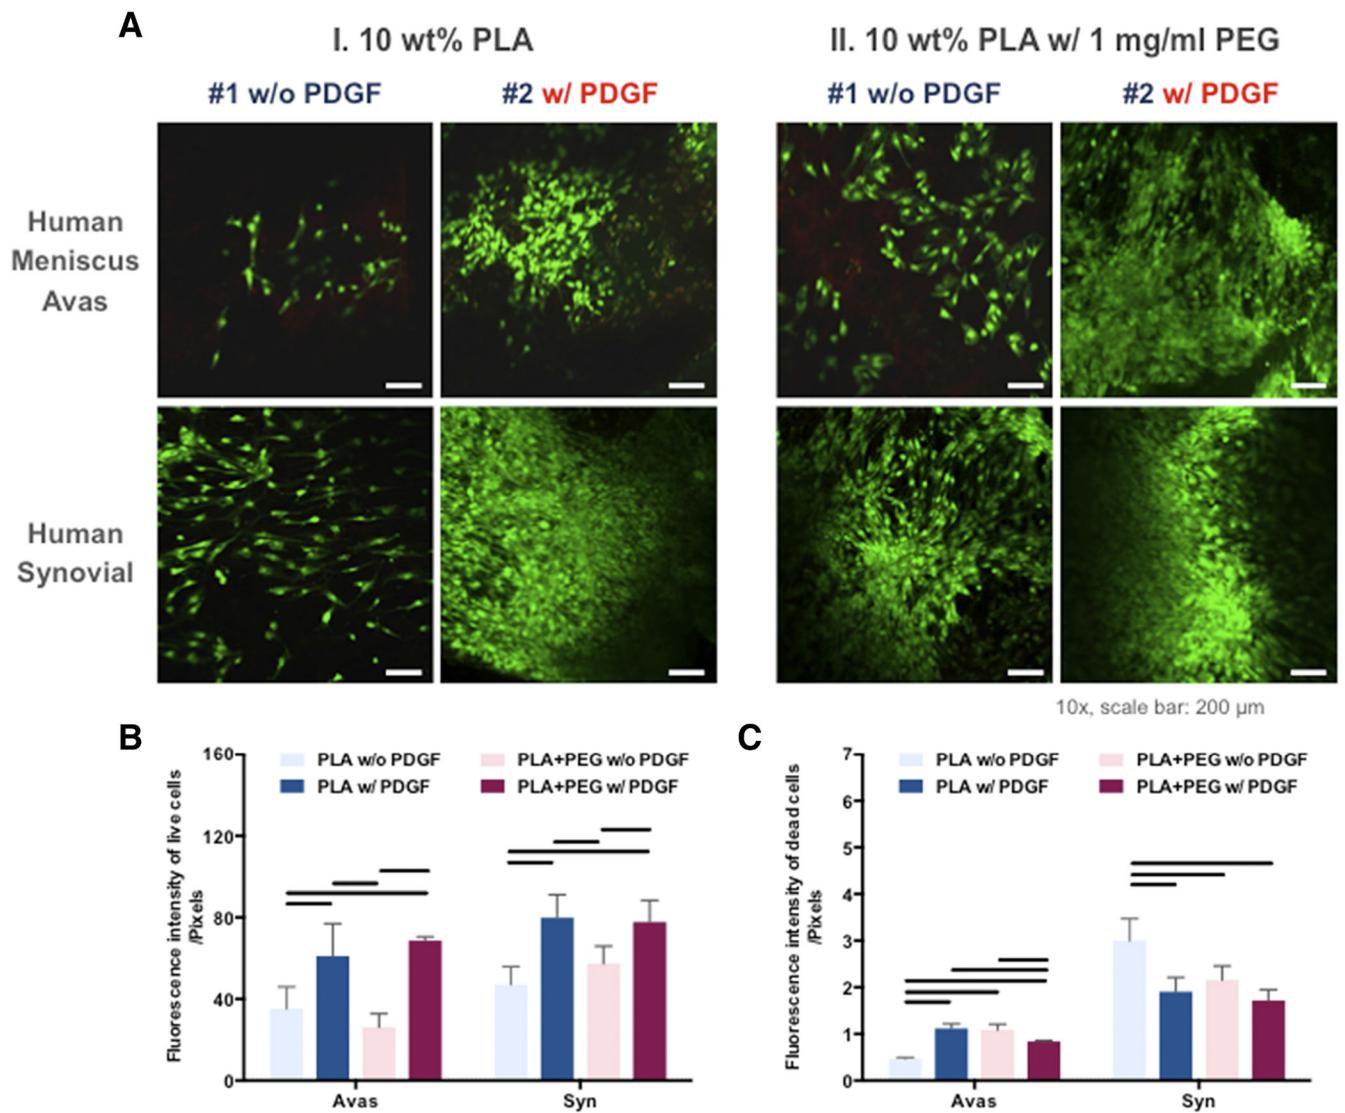 A
I. 10 wt% PLA
II. 10 wt% PLA w/ 1 mg/ml PEG
#1 w/o PDGF
#2 w/ PDGF
#1 w/o PDGF
#2 w/ PDGF
Human
Meniscus
Avas
Human
Synovial
10x, scale bar: 200 µm
B
Fluorescence intensity of live cells
/Pixels
160
120
80
40
0
PLA w/o PDGF
PLA w/ PDGF
PLA+PEG w/o PDGF
PLA+PEG w/ PDGF
Avas
Syn
C
Fluorescence intensity of dead cells
/Pixels
7
6
5
4
3
2
1
0
PLA w/o PDGF
PLA w/ PDGF
PLA+PEG w/o PDGF
PLA+PEG w/ PDGF
Avas
Syn